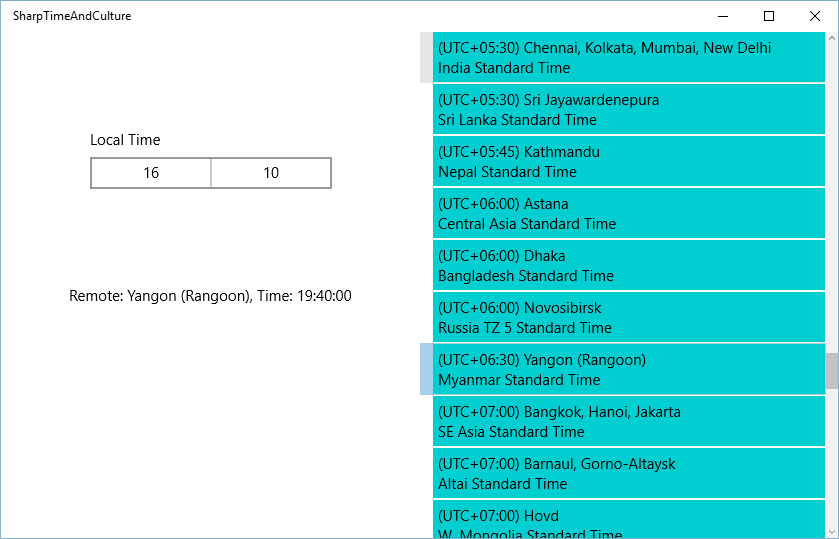 SharpTimeAndCulture
Local Time
16 10
Remote: Yangon (Rangoon), Time: 19:40:00
(UTC+05:30) Chennai, Kolkata, Mumbai, New Delhi
India Standard Time
(UTC+05:30) Sri Jayawardenepura
Sri Lanka Standard Time
(UTC+05:45) Kathmandu
Nepal Standard Time
(UTC+06:00) Astana
Central Asia Standard Time
(UTC+06:00) Dhaka
Bangladesh Standard Time
(UTC+06:00) Novosibirsk
Russia TZ 5 Standard Time
(UTC+06:30) Yangon (Rangoon)
Myanmar Standard Time
(UTC+07:00) Bangkok, Hanoi, Jakarta
SE Asia Standard Time
(UTC+07:00) Barnaul, Gorno-Altaysk
Altai Standard Time
(UTC+07:00) Hovd
W. Mongolia Standard Time